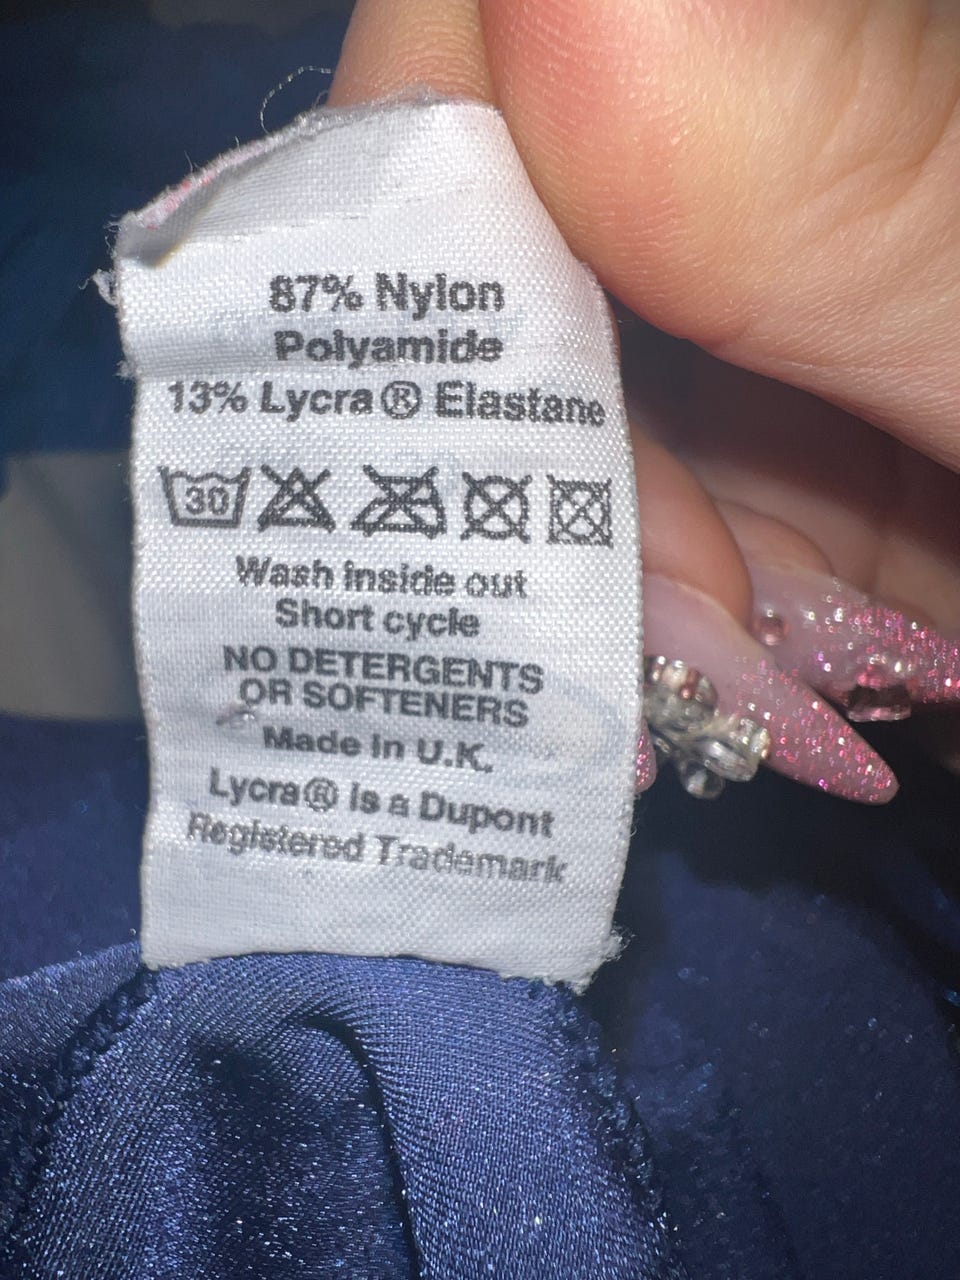 87% Nylon
Polyamide
13% Lycra® Elastane
30
Wash inside out
Short cycle
NO DETERGENTS
OR SOFTENERS
Made in U.K.
Lycra® is a Dupont
Registered Trademark